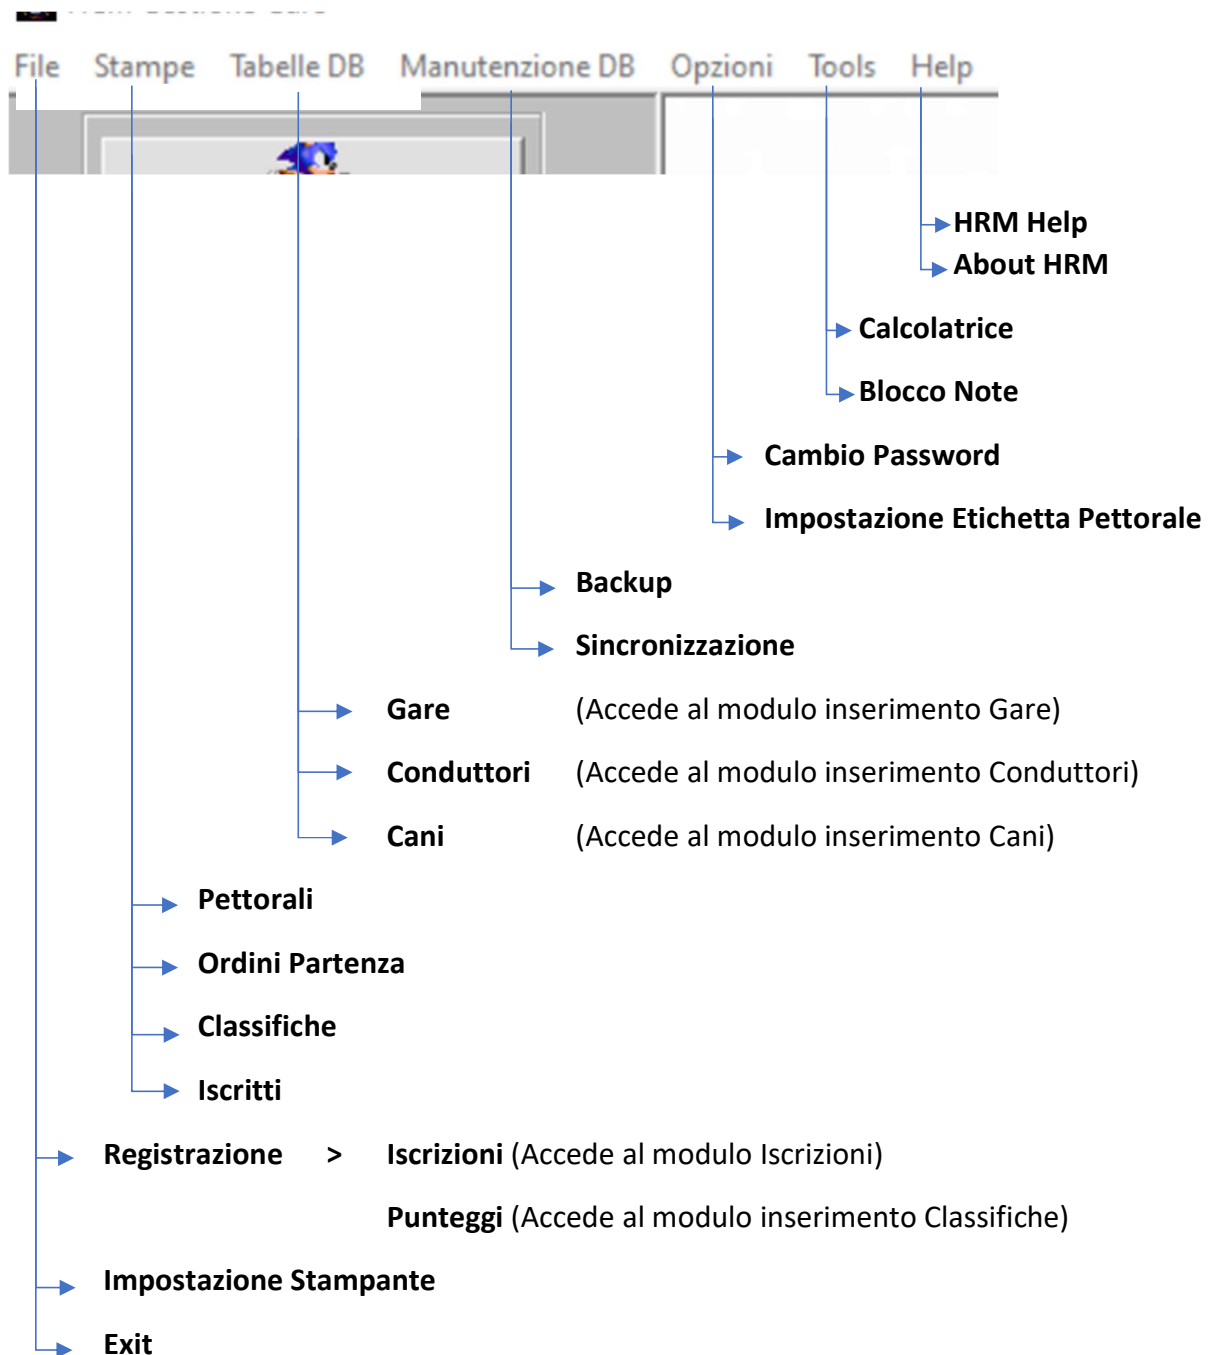 File Stampe Tabelle DB Manutenzione DB Opzioni Tools Help
HRM Help
About HRM
Calcolatrice
Blocco Note
Cambio Password
Impostazione Etichetta Pettorale
Backup
Sincronizzazione
Gare (Accede al modulo inserimento Gare)
Conduttori (Accede al modulo inserimento Conduttori)
Cani (Accede al modulo inserimento Cani)
Pettorali
Ordini Partenza
Classifiche
Iscritti
Registrazione > Iscrizioni (Accede al modulo Iscrizioni)
Punteggi (Accede al modulo inserimento Classifiche)
Impostazione Stampante
Exit